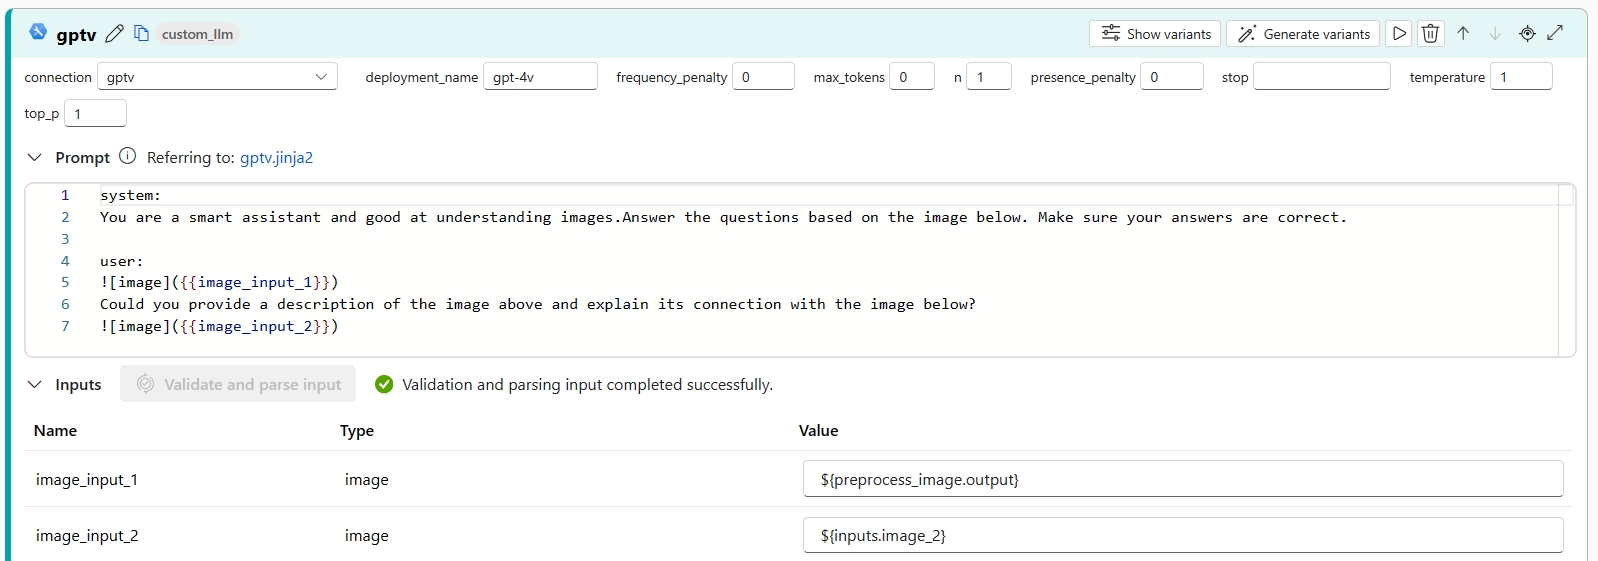 gptv custom_llm Show variants Generate variants
connection gptv deployment_name gpt-4v frequency_penalty 0 max_tokens 0 n 1 presence_penalty 0 stop temperature 1
top_p 1
Prompt Referring to: gptv.jinja2
1 system:
2 You are a smart assistant and good at understanding images.Answer the questions based on the image below. Make sure your answers are correct.
3
4 user:
5 ![image]({{image_input_1}})
6 Could you provide a description of the image above and explain its connection with the image below?
7 ![image]({{image_input_2}})
Inputs Validate and parse input Validation and parsing input completed successfully.
Name Type Value
image_input_1 image ${preprocess_image.output}
image_input_2 image ${inputs.image_2}